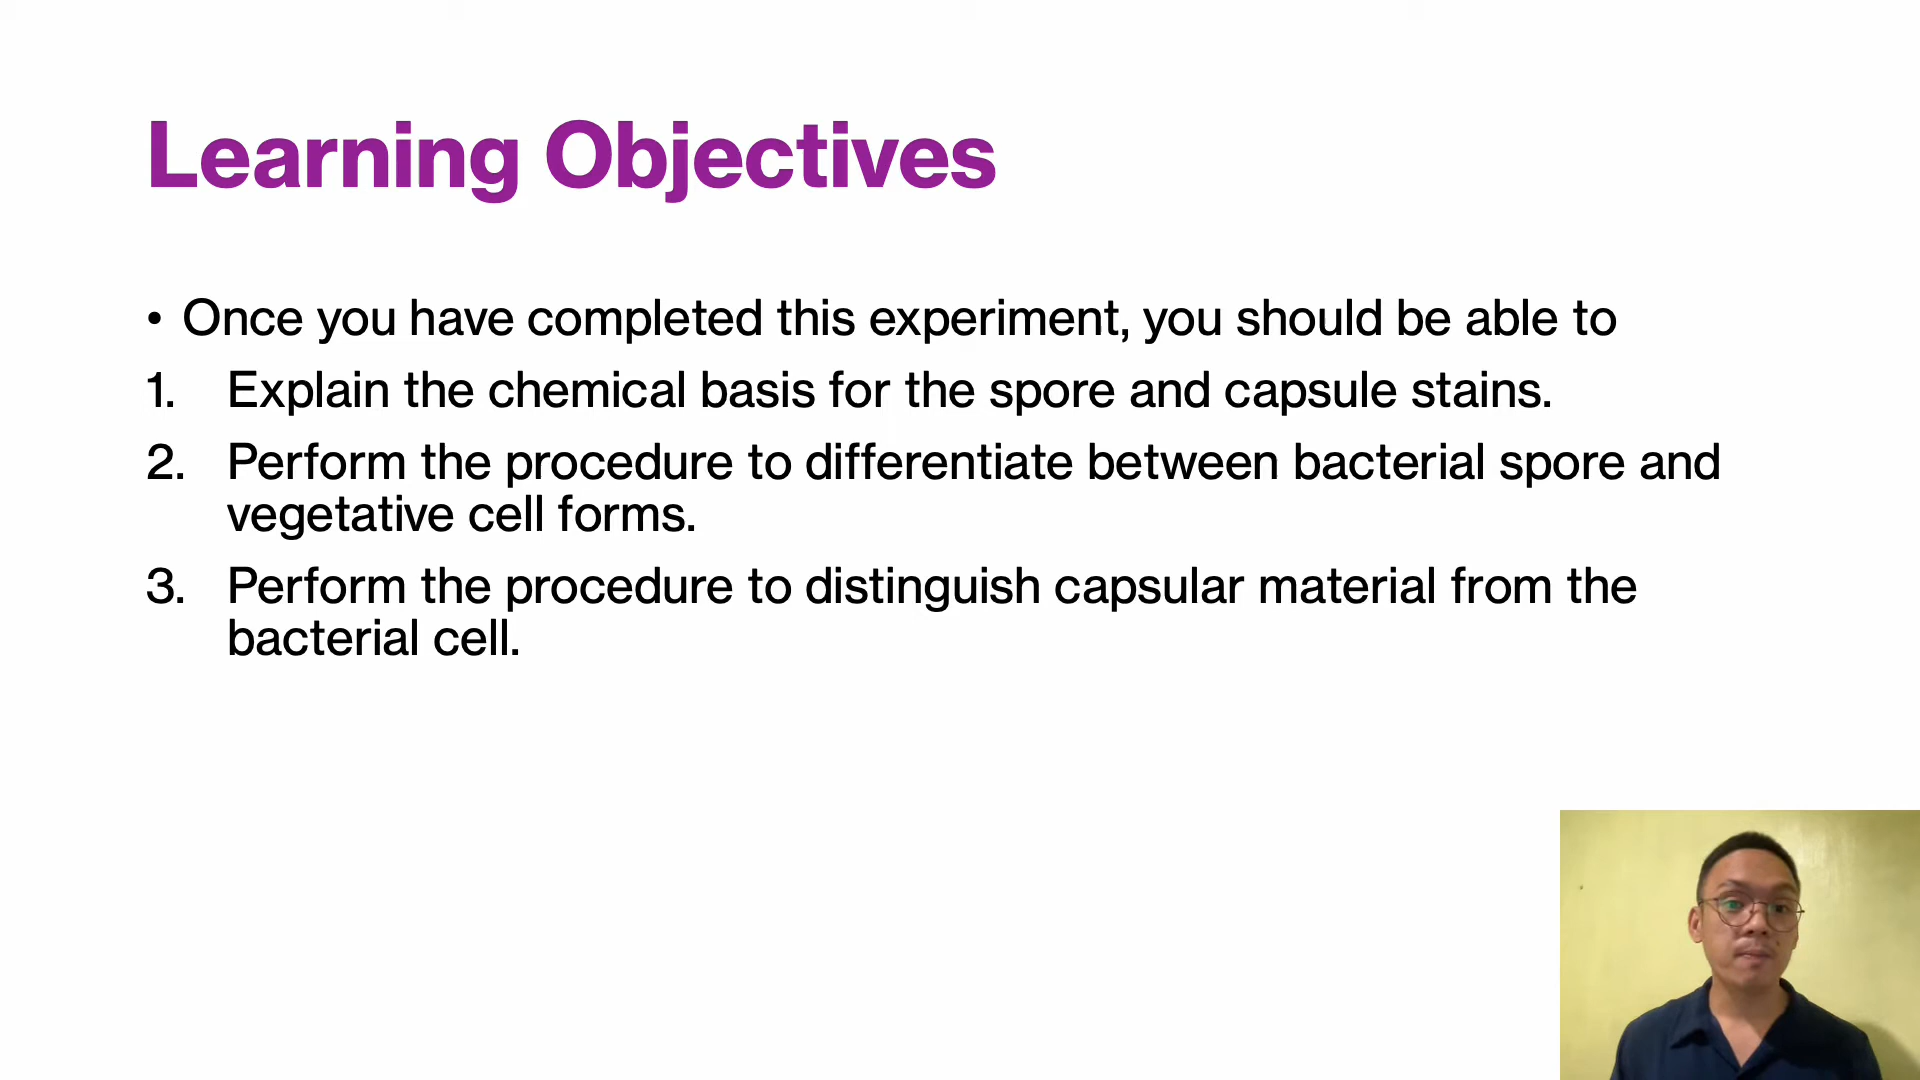 Learning Objectives
• Once you have completed this experiment, you should be able to
1. Explain the chemical basis for the spore and capsule stains.
2. Perform the procedure to differentiate between bacterial spore and
vegetative cell forms.
3. Perform the procedure to distinguish capsular material from the
bacterial cell.